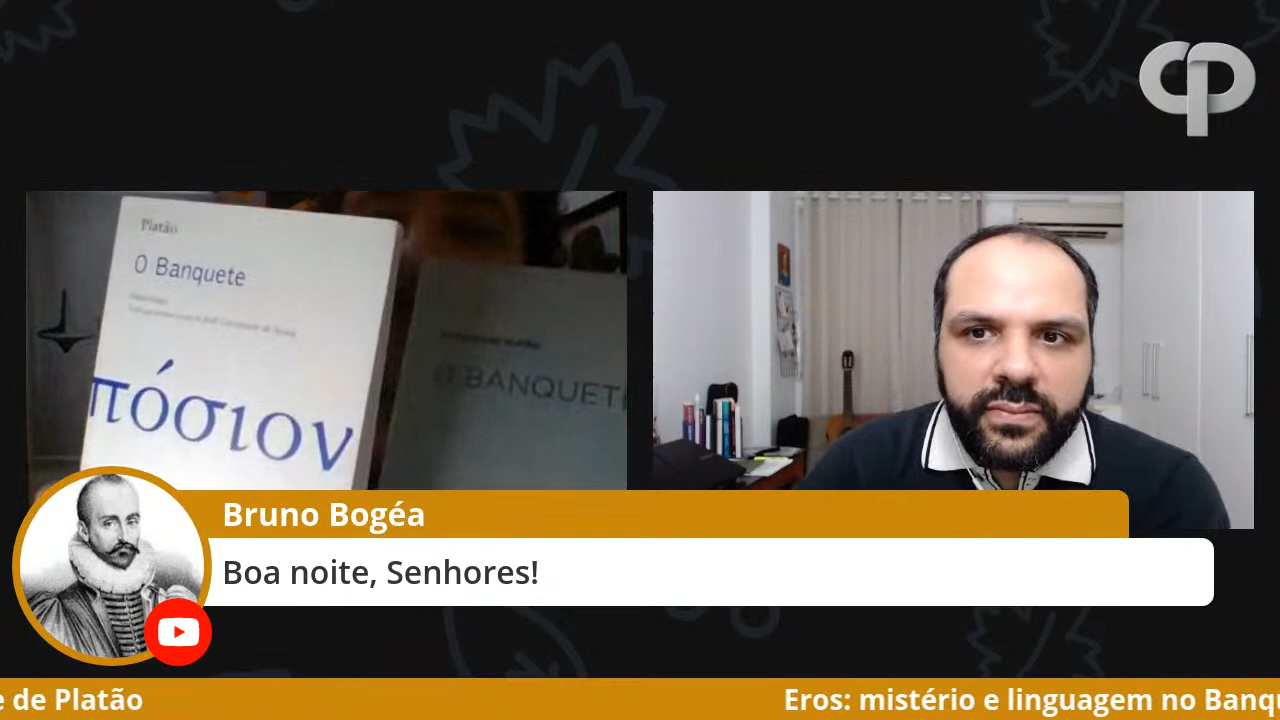 Platão
O Banquete
πόσιον
BANQUET
Bruno Bogéa
Boa noite, Senhores!
e de Platão
Eros: mistério e linguagem no Banqu